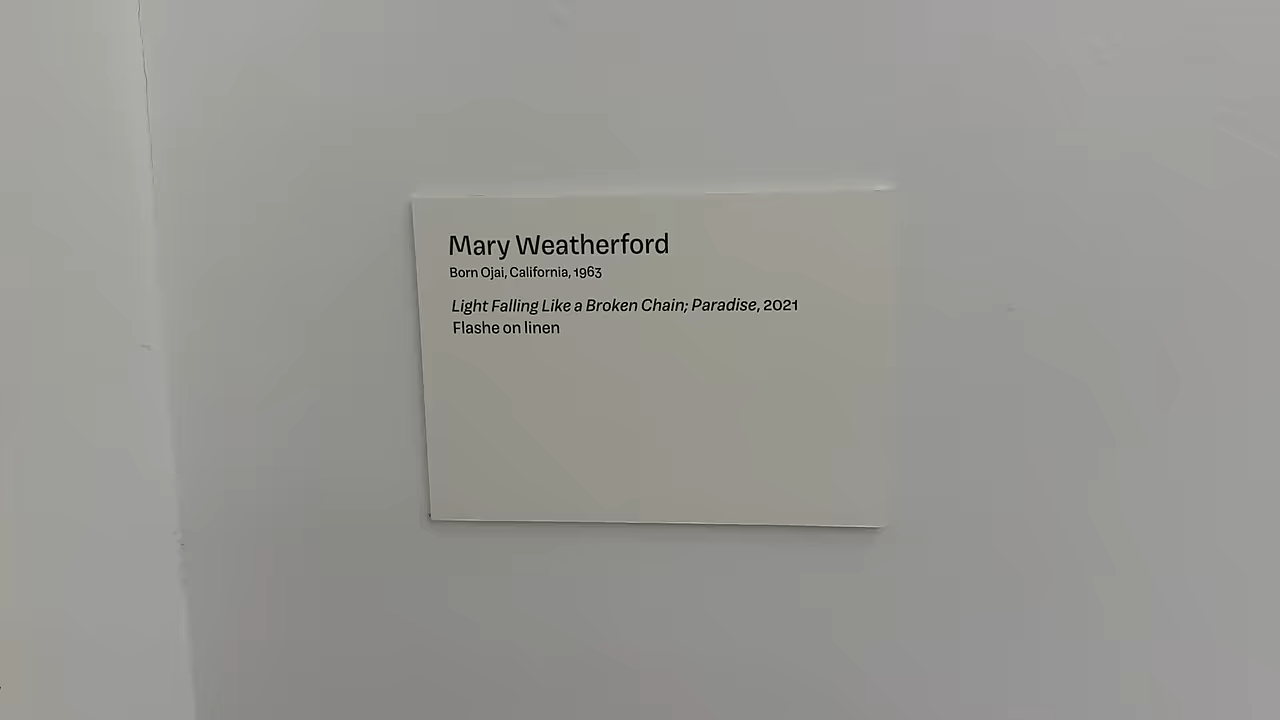 Mary Weatherford
Born Ojai, California, 1963
Light Falling Like a Broken Chain; Paradise, 2021
Flashe on linen